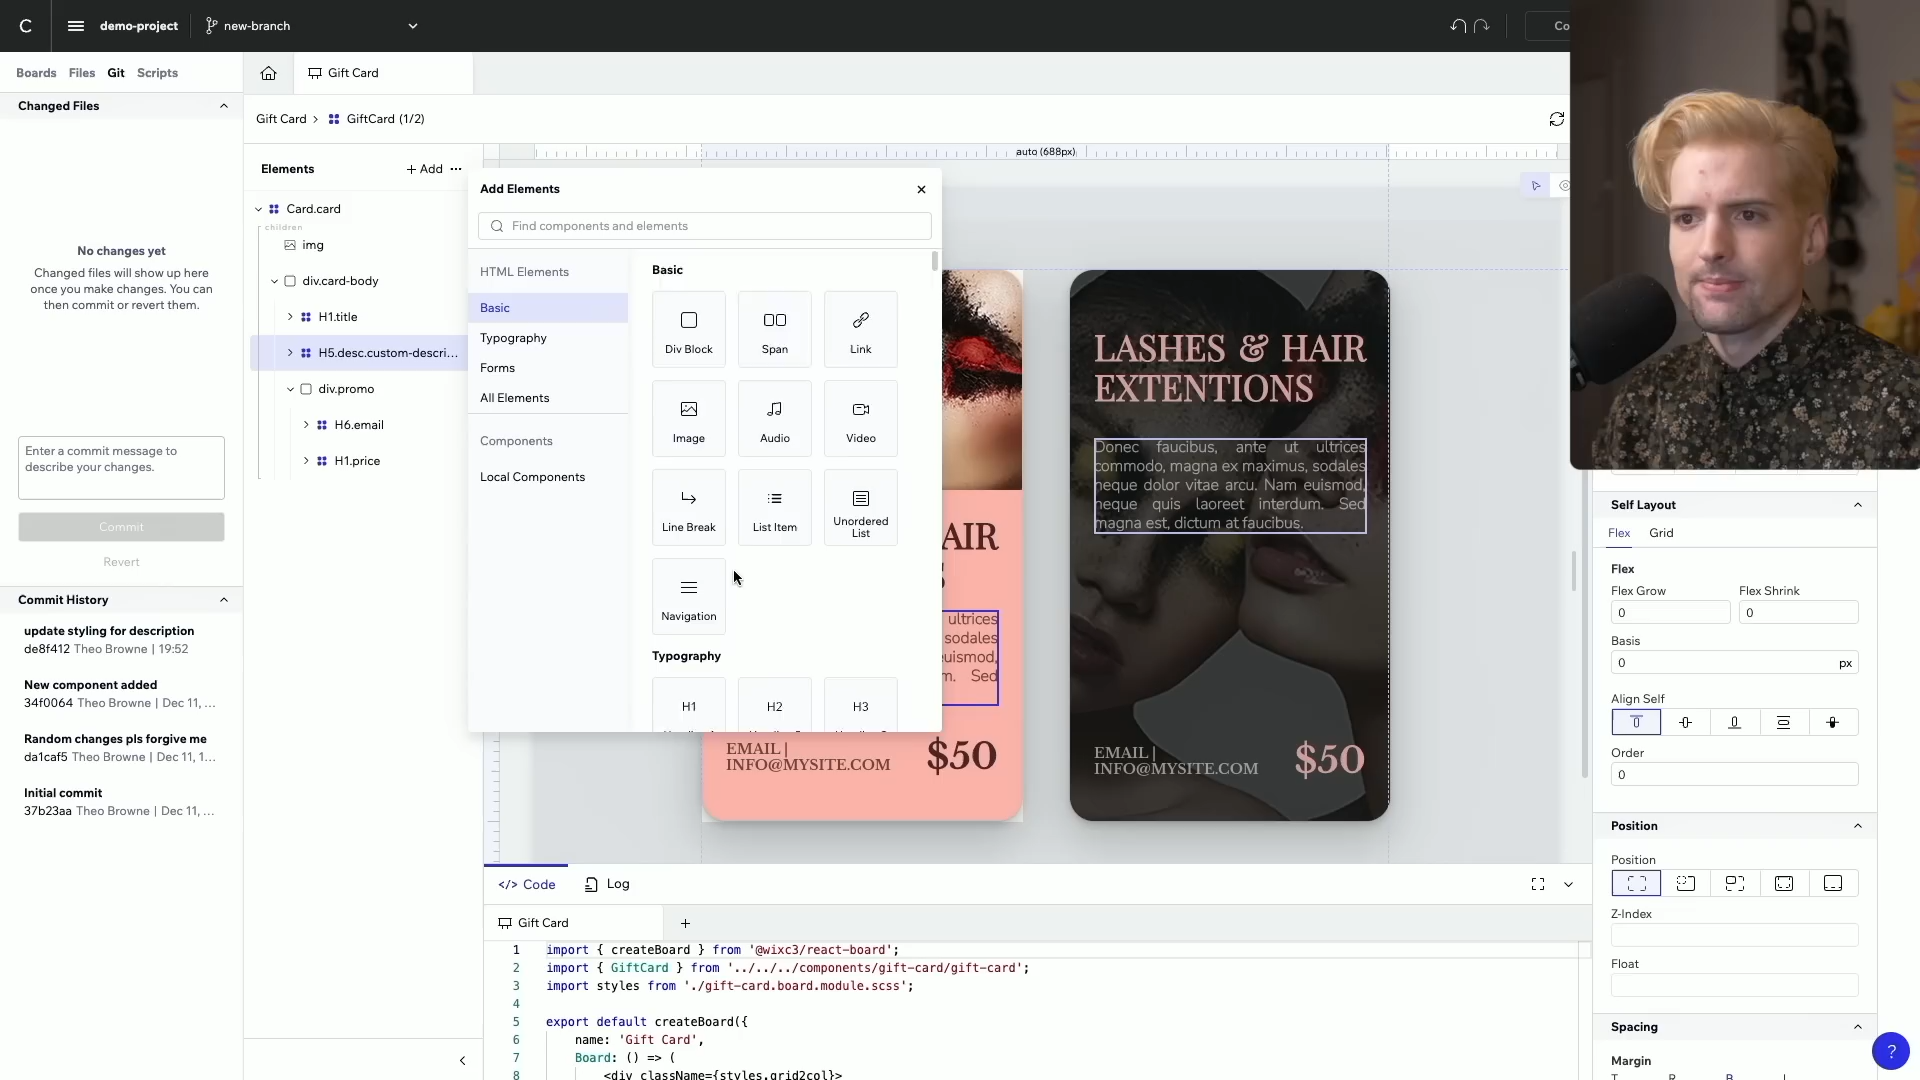 C demo-project new-branch Co
Boards Files Git Scripts
Gift Card
Changed Files
Gift Card > GiftCard (1/2)
No changes yet
Changed files will show up here
once you make changes. You can
then commit or revert them.
Enter a commit message to
describe your changes.
Commit
Revert
Commit History
update styling for description
de8f412 Theo Browne | 19:52
New component added
34f0064 Theo Browne | Dec 11, ...
Random changes pls forgive me
da1caf5 Theo Browne | Dec 11, 1...
Initial commit
37b23aa Theo Browne | Dec 11, ...
Elements + Add ...
Card.card
children
img
div.card-body
H1.title
H5.desc.custom-descri...
div.promo
H6.email
H1.price
auto (688px)
Add Elements
Find components and elements
HTML Elements
Basic
Typography
Forms
All Elements
Components
Local Components
Basic
Div Block Span Link
Image Audio Video
Line Break List Item Unordered
List
Navigation
Typography
H1 H2 H3
AIR
ultrices
sodales
euismod,
m. Sed
EMAIL |
INFO@MYSITE.COM
$50
LASHES & HAIR
EXTENTIONS
Donec faucibus, ante ut ultrices
commodo, magna ex maximus, sodales
neque dolor vitae arcu. Nam euismod,
neque quis laoreet interdum. Sed
magna est, dictum at faucibus.
EMAIL |
INFO@MYSITE.COM
$50
</> Code Log
Gift Card +
1 import { createBoard } from '@wixc3/react-board';
2 import { GiftCard } from '../../../components/gift-card/gift-card';
3 import styles from './gift-card.board.module.scss';
4
5 export default createBoard({
6 name: 'Gift Card',
7 Board: () => (
8 <div className={styles.grid2col}>
Self Layout
Flex Grid
Flex
Flex Grow Flex Shrink
0 0
Basis
0 px
Align Self
Order
0
Position
Position
Z-Index
Float
Spacing
Margin
?